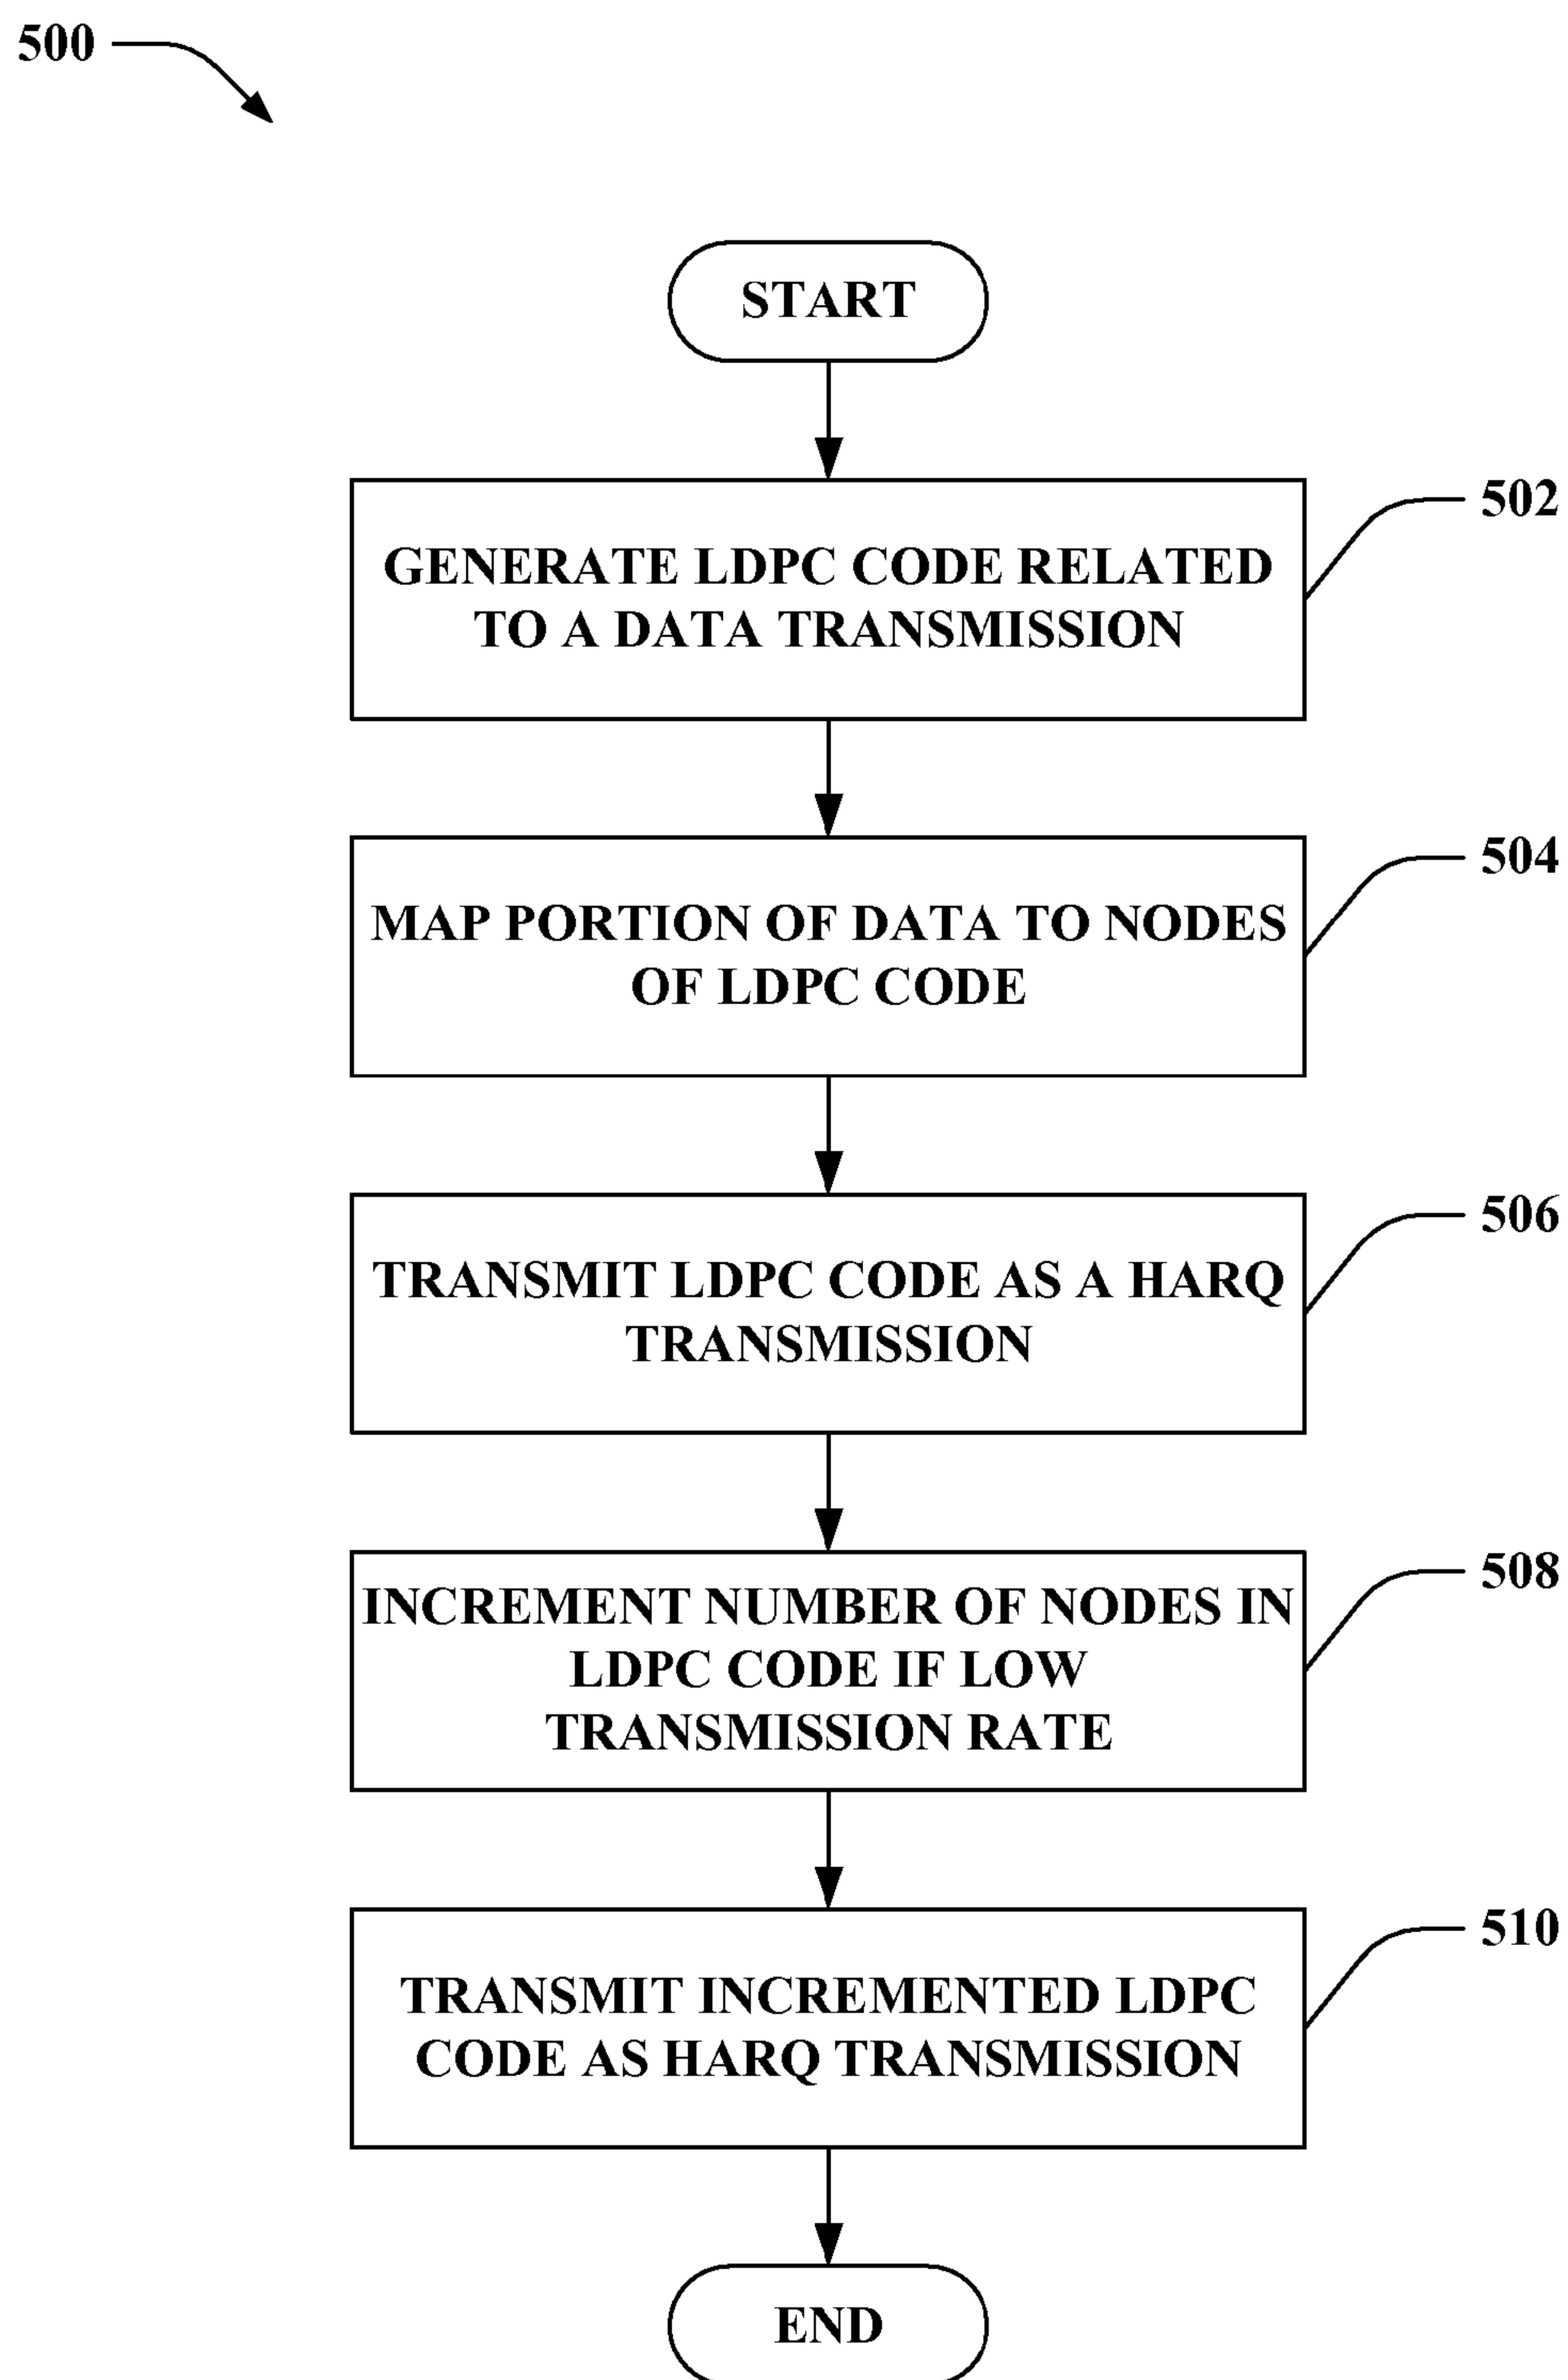 500
START
502
GENERATE LDPC CODE RELATED
TO A DATA TRANSMISSION
504
MAP PORTION OF DATA TO NODES
OF LDPC CODE
506
TRANSMIT LDPC CODE AS A HARQ
TRANSMISSION
508
INCREMENT NUMBER OF NODES IN
LDPC CODE IF LOW
TRANSMISSION RATE
510
TRANSMIT INCREMENTED LDPC
CODE AS HARQ TRANSMISSION
END